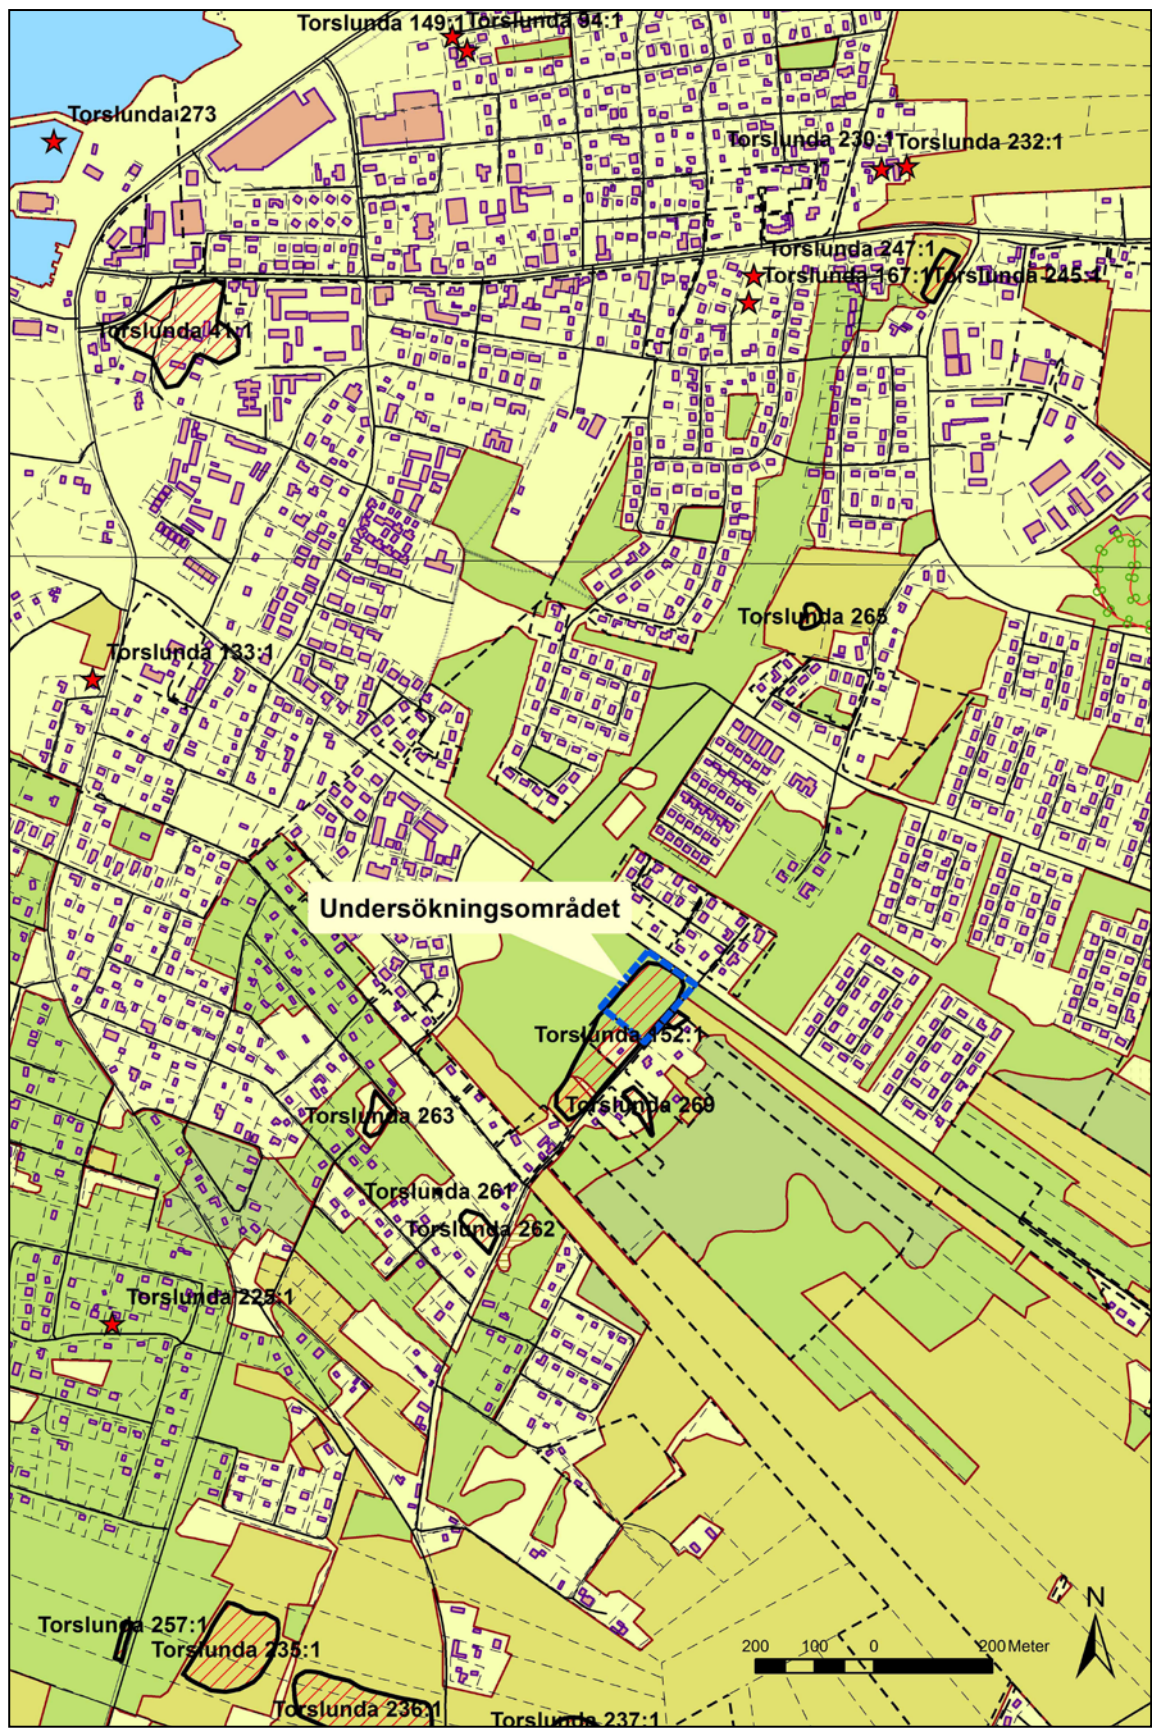 Torslunda 149:1
Torslunda 94:1
Torslunda 273
Torslunda 230:1
Torslunda 232:1
Torslunda 247:1
Torslunda 167:1
Torslunda 245:1
Torslunda 41:1
Torslunda 265
Torslunda 133:1
Undersökningsområdet
Torslunda 152:1
Torslunda 269
Torslunda 263
Torslunda 261
Torslunda 262
Torslunda 225:1
Torslunda 257:1
Torslunda 235:1
Torslunda 236:1
Torslunda 237:1
N
200 100 0 200 Meter